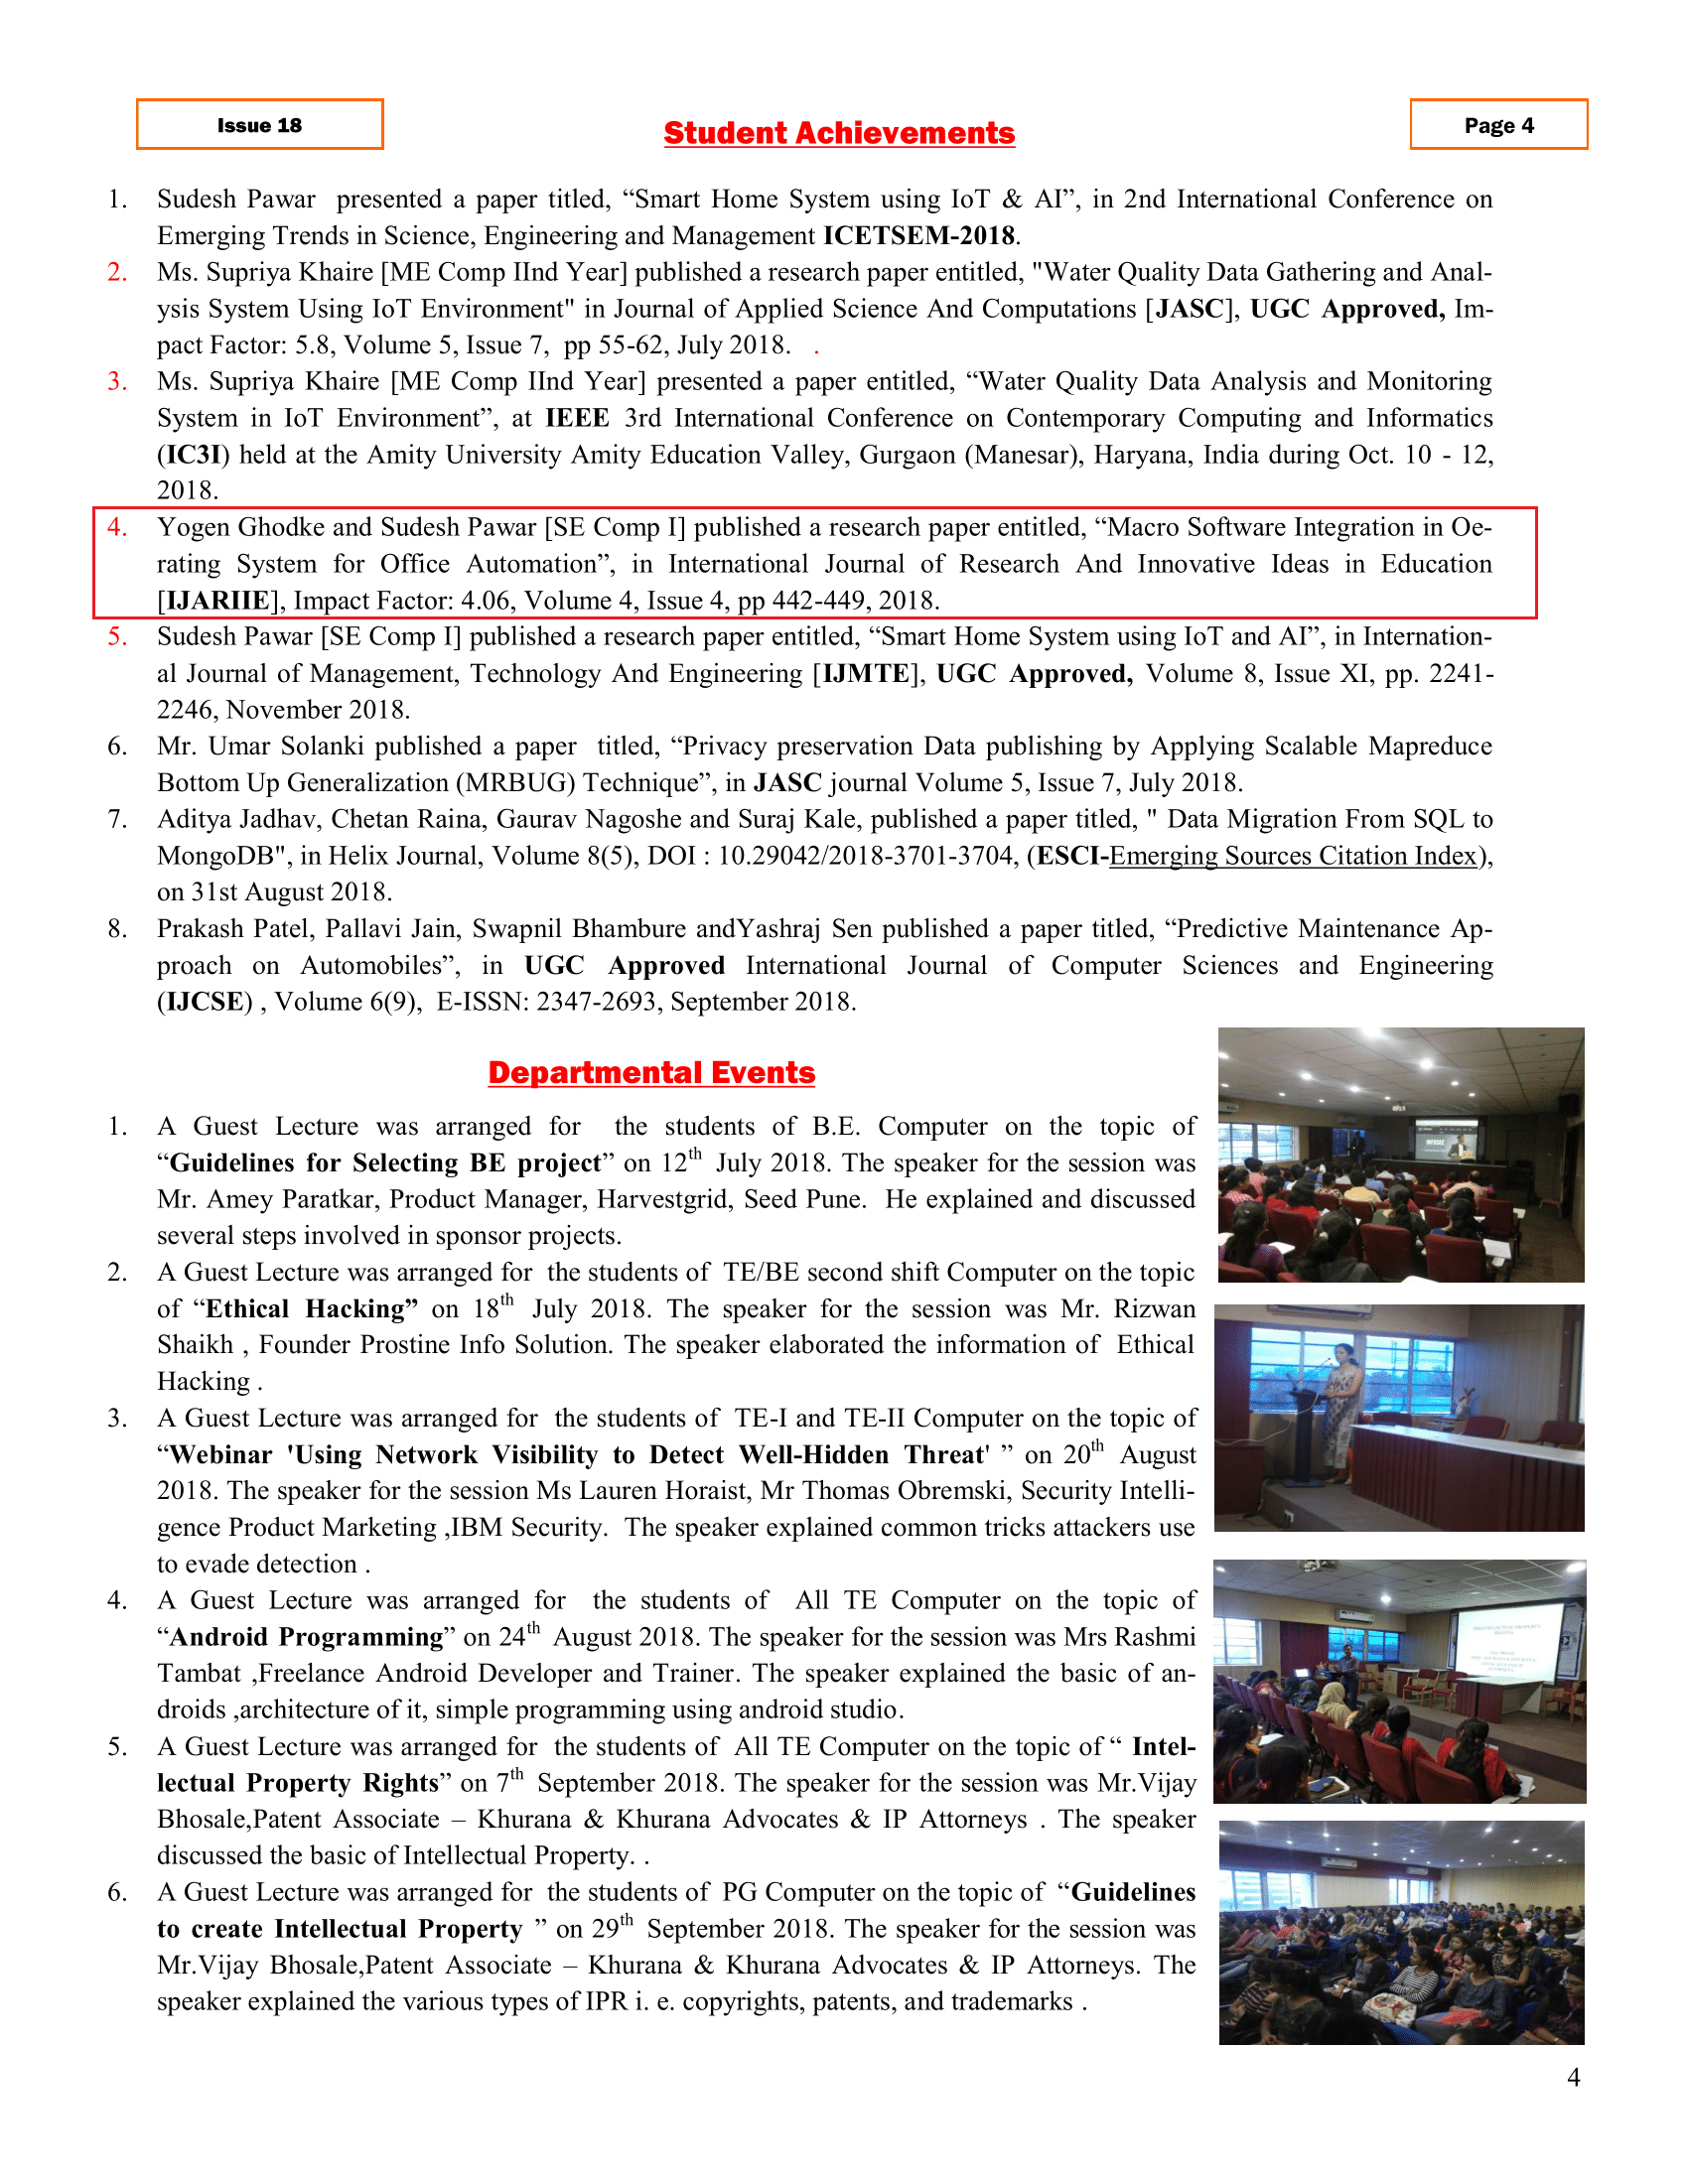 Issue 18
Student Achievements
Page 4
1. Sudesh Pawar presented a paper titled, “Smart Home System using IoT & AI”, in 2nd International Conference on
Emerging Trends in Science, Engineering and Management ICETSEM-2018.
2. Ms. Supriya Khaire [ME Comp IInd Year] published a research paper entitled, "Water Quality Data Gathering and Anal-
ysis System Using IoT Environment" in Journal of Applied Science And Computations [JASC], UGC Approved, Im-
pact Factor: 5.8, Volume 5, Issue 7, pp 55-62, July 2018. .
3. Ms. Supriya Khaire [ME Comp IInd Year] presented a paper entitled, “Water Quality Data Analysis and Monitoring
System in IoT Environment”, at IEEE 3rd International Conference on Contemporary Computing and Informatics
(IC3I) held at the Amity University Amity Education Valley, Gurgaon (Manesar), Haryana, India during Oct. 10 - 12,
2018.
4. Yogen Ghodke and Sudesh Pawar [SE Comp I] published a research paper entitled, “Macro Software Integration in Oe-
rating System for Office Automation”, in International Journal of Research And Innovative Ideas in Education
[IJARIIE], Impact Factor: 4.06, Volume 4, Issue 4, pp 442-449, 2018.
5. Sudesh Pawar [SE Comp I] published a research paper entitled, “Smart Home System using IoT and AI”, in Internation-
al Journal of Management, Technology And Engineering [IJMTE], UGC Approved, Volume 8, Issue XI, pp. 2241-
2246, November 2018.
6. Mr. Umar Solanki published a paper titled, “Privacy preservation Data publishing by Applying Scalable Mapreduce
Bottom Up Generalization (MRBUG) Technique”, in JASC journal Volume 5, Issue 7, July 2018.
7. Aditya Jadhav, Chetan Raina, Gaurav Nagoshe and Suraj Kale, published a paper titled, " Data Migration From SQL to
MongoDB", in Helix Journal, Volume 8(5), DOI : 10.29042/2018-3701-3704, (ESCI-Emerging Sources Citation Index),
on 31st August 2018.
8. Prakash Patel, Pallavi Jain, Swapnil Bhambure andYashraj Sen published a paper titled, “Predictive Maintenance Ap-
proach on Automobiles”, in UGC Approved International Journal of Computer Sciences and Engineering
(IJCSE) , Volume 6(9), E-ISSN: 2347-2693, September 2018.
Departmental Events
1. A Guest Lecture was arranged for the students of B.E. Computer on the topic of
“Guidelines for Selecting BE project” on 12th July 2018. The speaker for the session was
Mr. Amey Paratkar, Product Manager, Harvestgrid, Seed Pune. He explained and discussed
several steps involved in sponsor projects.
2. A Guest Lecture was arranged for the students of TE/BE second shift Computer on the topic
of “Ethical Hacking” on 18th July 2018. The speaker for the session was Mr. Rizwan
Shaikh , Founder Prostine Info Solution. The speaker elaborated the information of Ethical
Hacking .
3. A Guest Lecture was arranged for the students of TE-I and TE-II Computer on the topic of
“Webinar 'Using Network Visibility to Detect Well-Hidden Threat' ” on 20th August
2018. The speaker for the session Ms Lauren Horaist, Mr Thomas Obremski, Security Intelli-
gence Product Marketing ,IBM Security. The speaker explained common tricks attackers use
to evade detection .
4. A Guest Lecture was arranged for the students of All TE Computer on the topic of
“Android Programming” on 24th August 2018. The speaker for the session was Mrs Rashmi
Tambat ,Freelance Android Developer and Trainer. The speaker explained the basic of an-
droids ,architecture of it, simple programming using android studio.
5. A Guest Lecture was arranged for the students of All TE Computer on the topic of “ Intel-
lectual Property Rights” on 7th September 2018. The speaker for the session was Mr.Vijay
Bhosale,Patent Associate – Khurana & Khurana Advocates & IP Attorneys . The speaker
discussed the basic of Intellectual Property. .
6. A Guest Lecture was arranged for the students of PG Computer on the topic of “Guidelines
to create Intellectual Property ” on 29th September 2018. The speaker for the session was
Mr.Vijay Bhosale,Patent Associate – Khurana & Khurana Advocates & IP Attorneys. The
speaker explained the various types of IPR i. e. copyrights, patents, and trademarks .
4